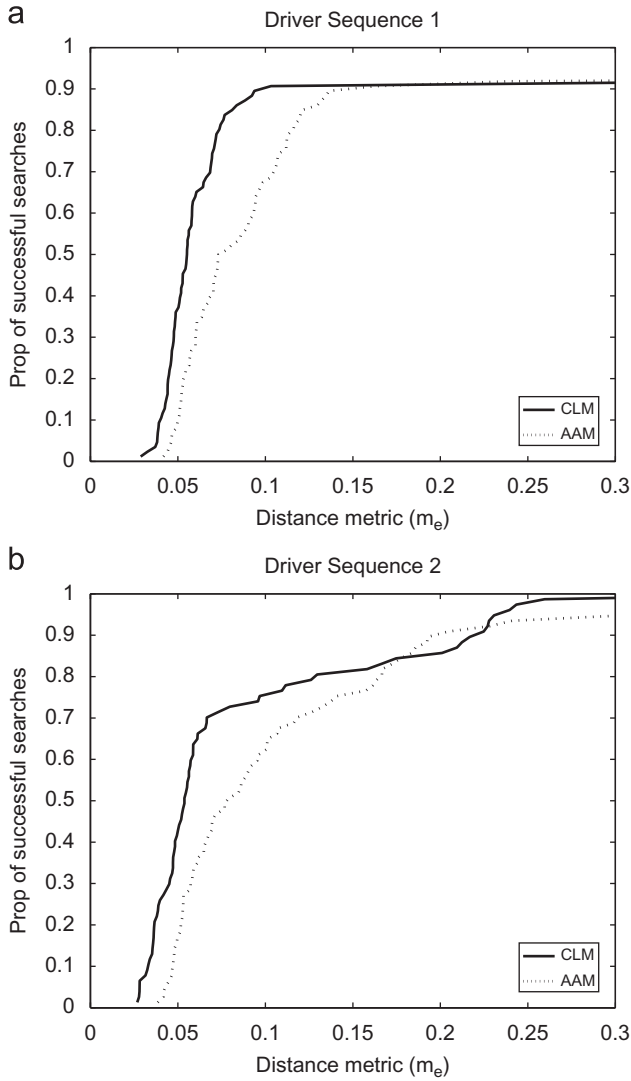 a
Driver Sequence 1
1
0.9
0.8
0.7
0.6
0.5
0.4
0.3
0.2
0.1
0
Prop of successful searches
CLM
AAM
0 0.05 0.1 0.15 0.2 0.25 0.3
Distance metric (mₑ)
b
Driver Sequence 2
1
0.9
0.8
0.7
0.6
0.5
0.4
0.3
0.2
0.1
0
Prop of successful searches
CLM
AAM
0 0.05 0.1 0.15 0.2 0.25 0.3
Distance metric (mₑ)